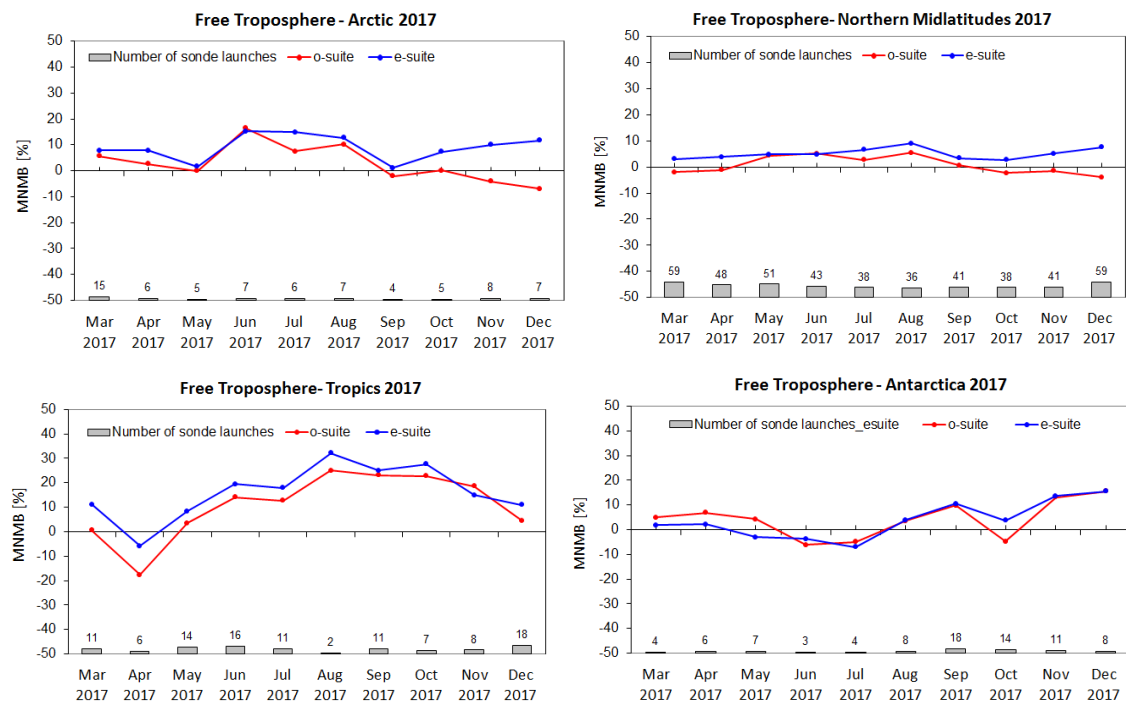 Free Troposphere - Arctic 2017
50
40
30
20
10
0
-10
-20
-30
-40
-50
MNMB [%]
Number of sonde launches o-suite e-suite
15 6 5 7 6 7 4 5 8 7
Mar Apr May Jun Jul Aug Sep Oct Nov Dec
2017 2017 2017 2017 2017 2017 2017 2017 2017 2017
Free Troposphere- Northern Midlatitudes 2017
50
40
30
20
10
0
-10
-20
-30
-40
-50
MNMB [%]
Number of sonde launches o-suite e-suite
59 48 51 43 38 36 41 38 41 59
Mar Apr May Jun Jul Aug Sep Oct Nov Dec
2017 2017 2017 2017 2017 2017 2017 2017 2017 2017
Free Troposphere- Tropics 2017
50
40
30
20
10
0
-10
-20
-30
-40
-50
MNMB [%]
Number of sonde launches o-suite e-suite
11 6 14 16 11 2 11 7 8 18
Mar Apr May Jun Jul Aug Sep Oct Nov Dec
2017 2017 2017 2017 2017 2017 2017 2017 2017 2017
Free Troposphere - Antarctica 2017
50
40
30
20
10
0
-10
-20
-30
-40
-50
MNMB [%]
Number of sonde launches_esuite o-suite e-suite
4 6 7 3 4 8 18 14 11 8
Mar Apr May Jun Jul Aug Sep Oct Nov Dec
2017 2017 2017 2017 2017 2017 2017 2017 2017 2017